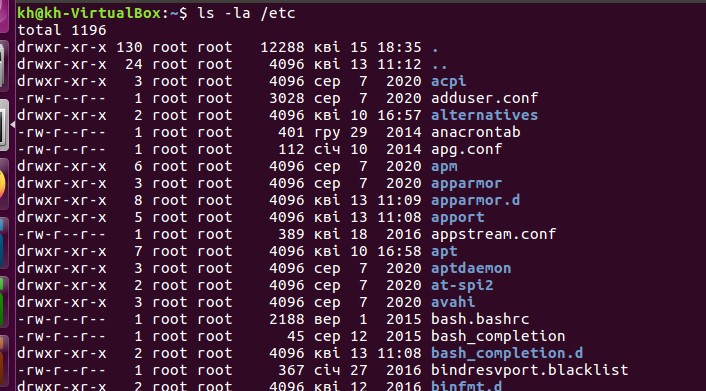 kh@kh-VirtualBox:~$ ls -la /etc
total 1196
drwxr-xr-x 130 root root   12288 кві 15 18:35 .
drwxr-xr-x  24 root root    4096 кві 13 11:12 ..
drwxr-xr-x   3 root root    4096 сер  7  2020 acpi
-rw-r--r--   1 root root    3028 сер  7  2020 adduser.conf
drwxr-xr-x   2 root root    4096 кві 10 16:57 alternatives
-rw-r--r--   1 root root     401 гру 29  2014 anacrontab
-rw-r--r--   1 root root     112 січ 10  2014 apg.conf
drwxr-xr-x   6 root root    4096 сер  7  2020 apm
drwxr-xr-x   3 root root    4096 сер  7  2020 apparmor
drwxr-xr-x   8 root root    4096 кві 13 11:09 apparmor.d
drwxr-xr-x   5 root root    4096 кві 13 11:08 apport
-rw-r--r--   1 root root     389 кві 18  2016 appstream.conf
drwxr-xr-x   7 root root    4096 кві 10 16:58 apt
drwxr-xr-x   3 root root    4096 сер  7  2020 aptdaemon
drwxr-xr-x   2 root root    4096 сер  7  2020 at-spi2
drwxr-xr-x   3 root root    4096 сер  7  2020 avahi
-rw-r--r--   1 root root    2188 вер  1  2015 bash.bashrc
-rw-r--r--   1 root root      45 сер 12  2015 bash_completion
drwxr-xr-x   2 root root    4096 кві 13 11:08 bash_completion.d
-rw-r--r--   1 root root     367 січ 27  2016 bindresvport.blacklist
drwxr-xr-x   2 root root    4096 кві 12  2016 binfmt.d